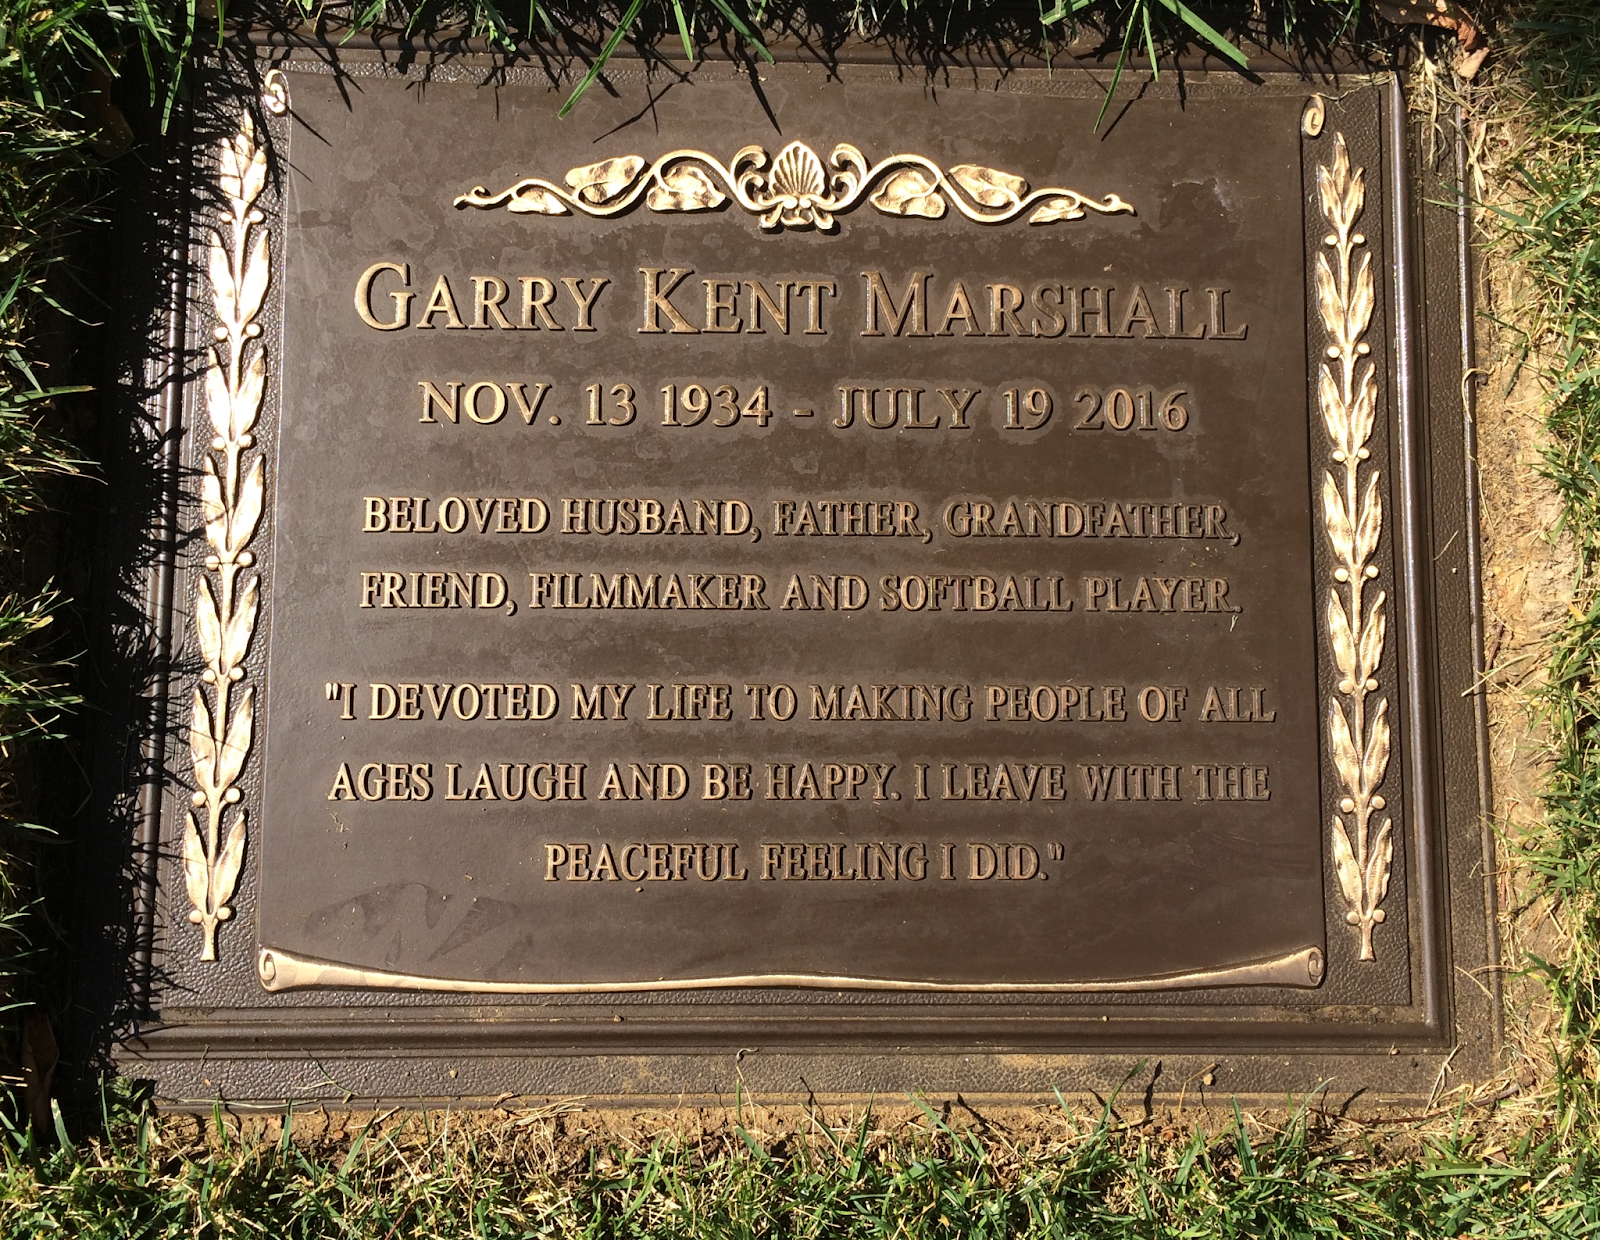 GARRY KENT MARSHALL
NOV. 13 1934 - JULY 19 2016
BELOVED HUSBAND, FATHER, GRANDFATHER,
FRIEND, FILMMAKER AND SOFTBALL PLAYER.
"I DEVOTED MY LIFE TO MAKING PEOPLE OF ALL
AGES LAUGH AND BE HAPPY. I LEAVE WITH THE
PEACEFUL FEELING I DID."